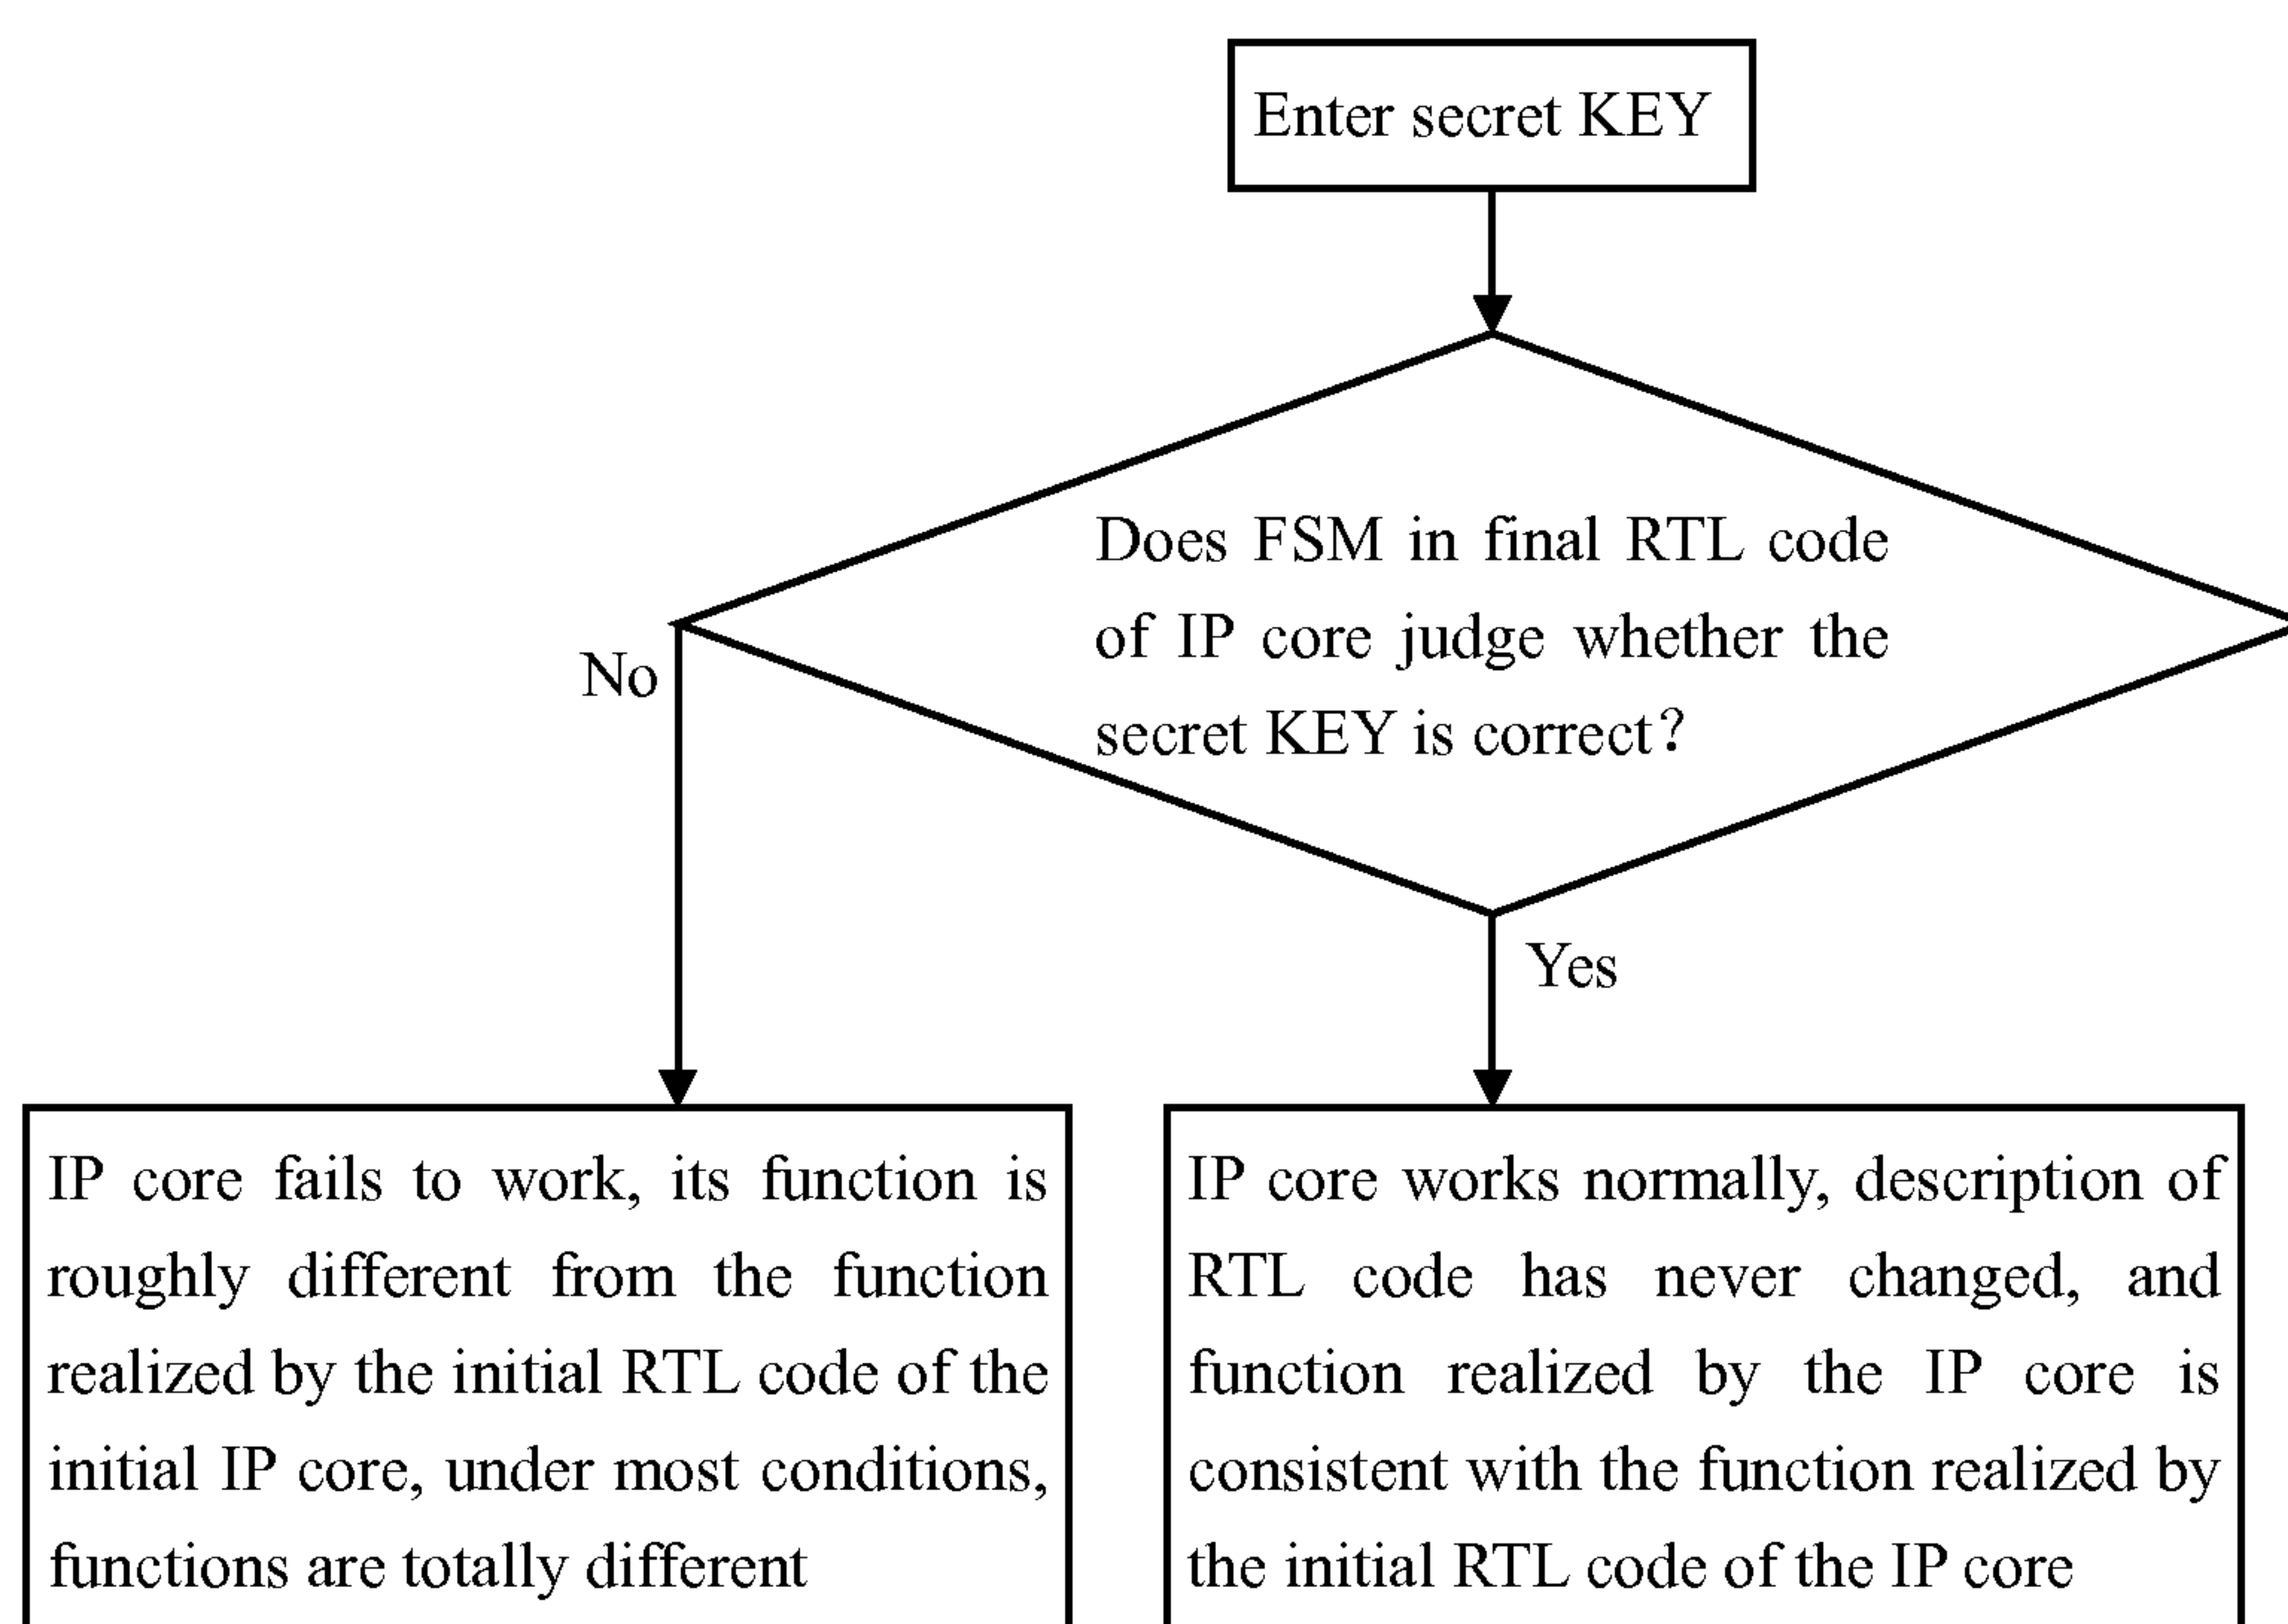 Enter secret KEY
Does FSM in final RTL code
of IP core judge whether the
secret KEY is correct?
No
Yes
IP core fails to work, its function is
roughly different from the function
realized by the initial RTL code of the
initial IP core, under most conditions,
functions are totally different
IP core works normally, description of
RTL code has never changed, and
function realized by the IP core is
consistent with the function realized by
the initial RTL code of the IP core